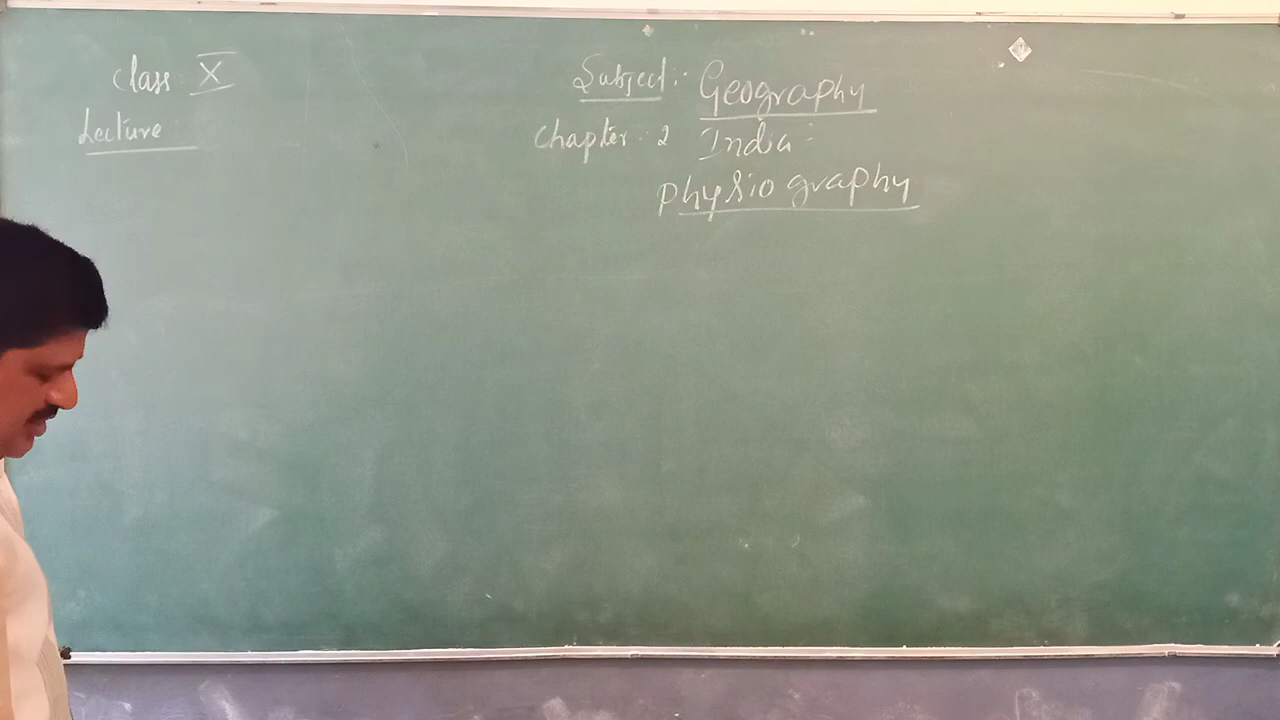 Class : X
Lecture :
Subject :- Geography
Chapter : 2 India :-
Physiography